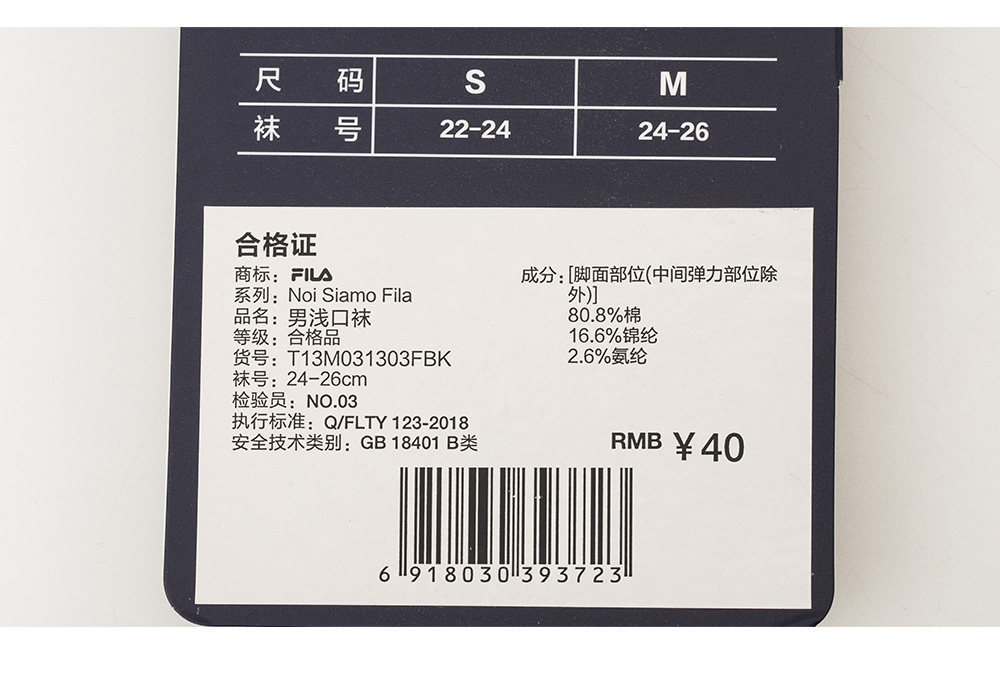 尺 码 S M
袜 号 22-24 24-26
合格证
商标: FILA
系列: Noi Siamo Fila
品名: 男浅口袜
等级: 合格品
货号: T13M031303FBK
袜号: 24-26cm
检验员: NO.03
执行标准: Q/FLTY 123-2018
安全技术类别: GB 18401 B类
成分: [脚面部位(中间弹力部位除
外)]
80.8%棉
16.6%锦纶
2.6%氨纶
RMB ¥40
6 918030 393723